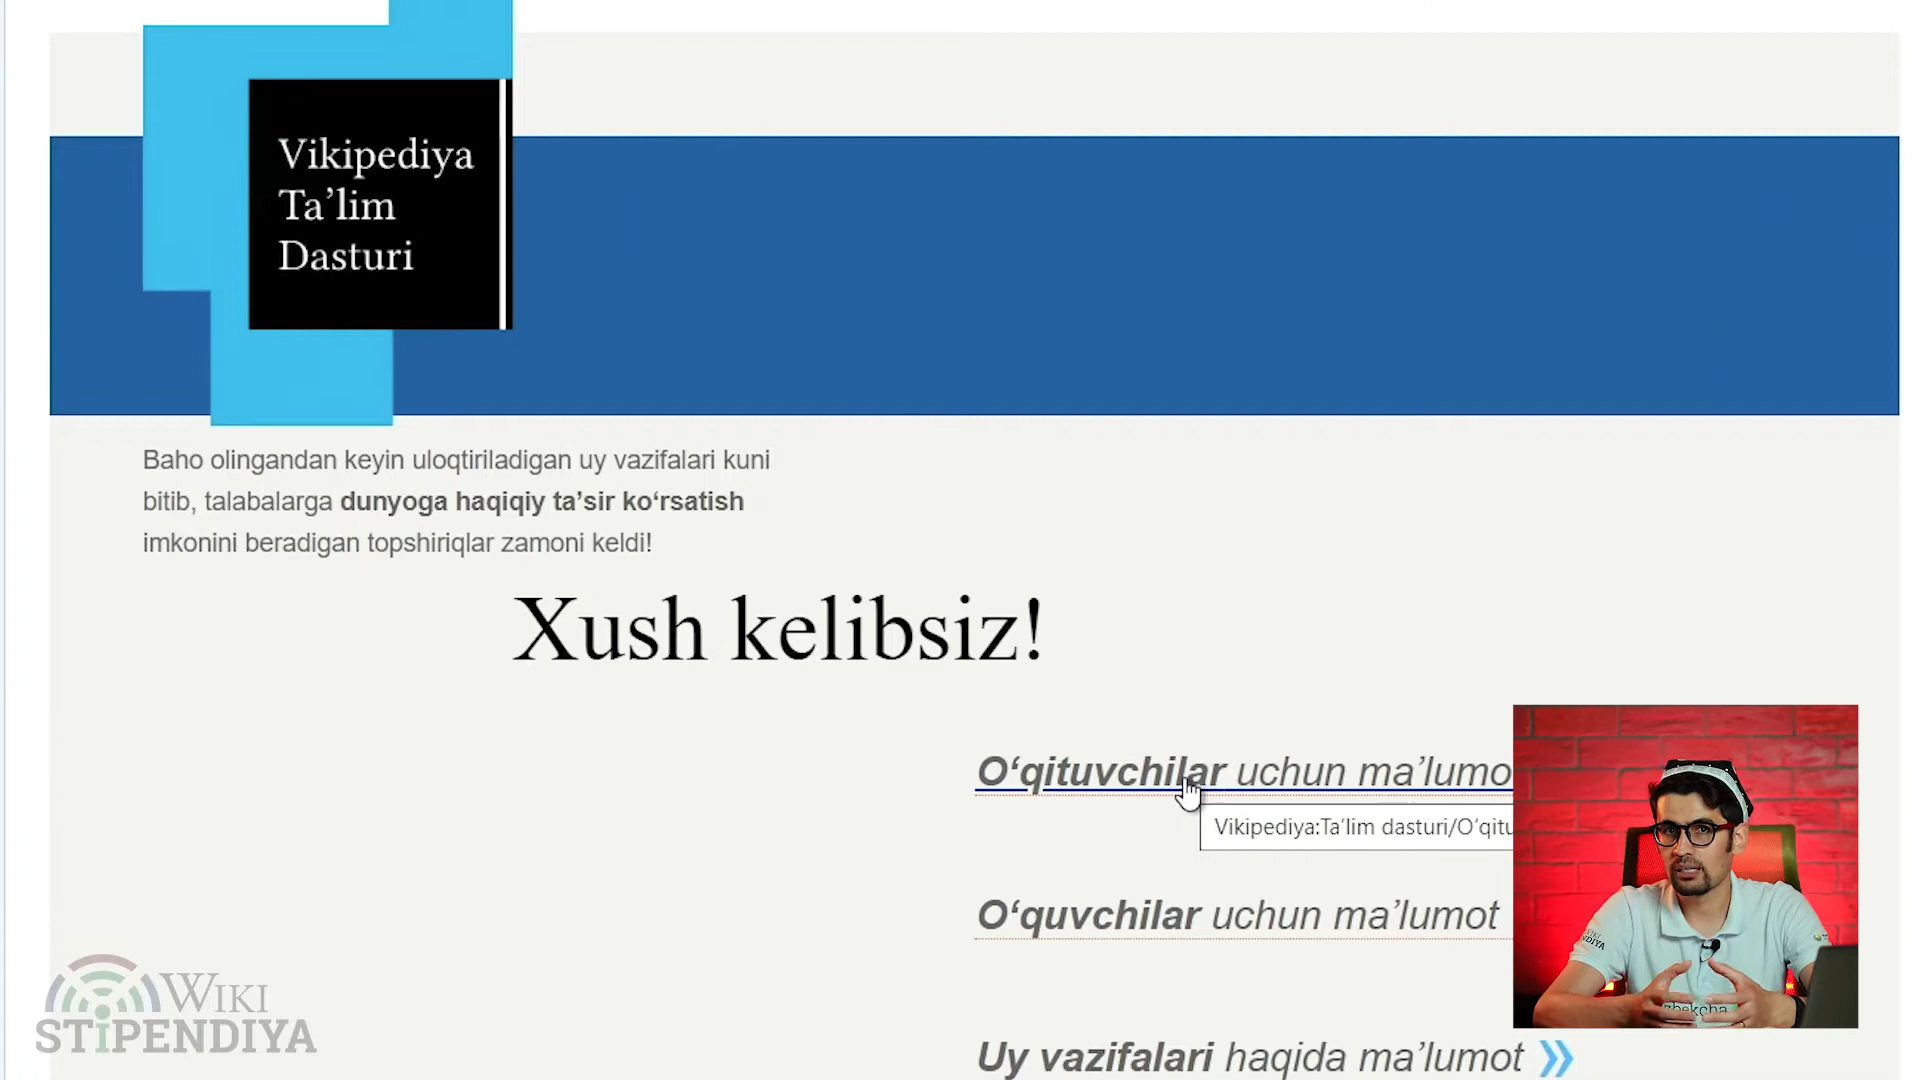 Vikipediya
Ta’lim
Dasturi
Baho olingandan keyin uloqtiriladigan uy vazifalari kuni
bitib, talabalarga dunyoga haqiqiy ta’sir ko‘rsatish
imkonini beradigan topshiriqlar zamoni keldi!
Xush kelibsiz!
O‘qituvchilar uchun ma’lumo
Vikipediya:Ta’lim dasturi/O‘qitu
O‘quvchilar uchun ma’lumot
Uy vazifalari haqida ma’lumot »
WIKI
STIPENDIYA